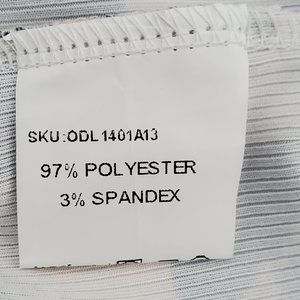 SKU:ODL1401A13
97% POLYESTER
3% SPANDEX